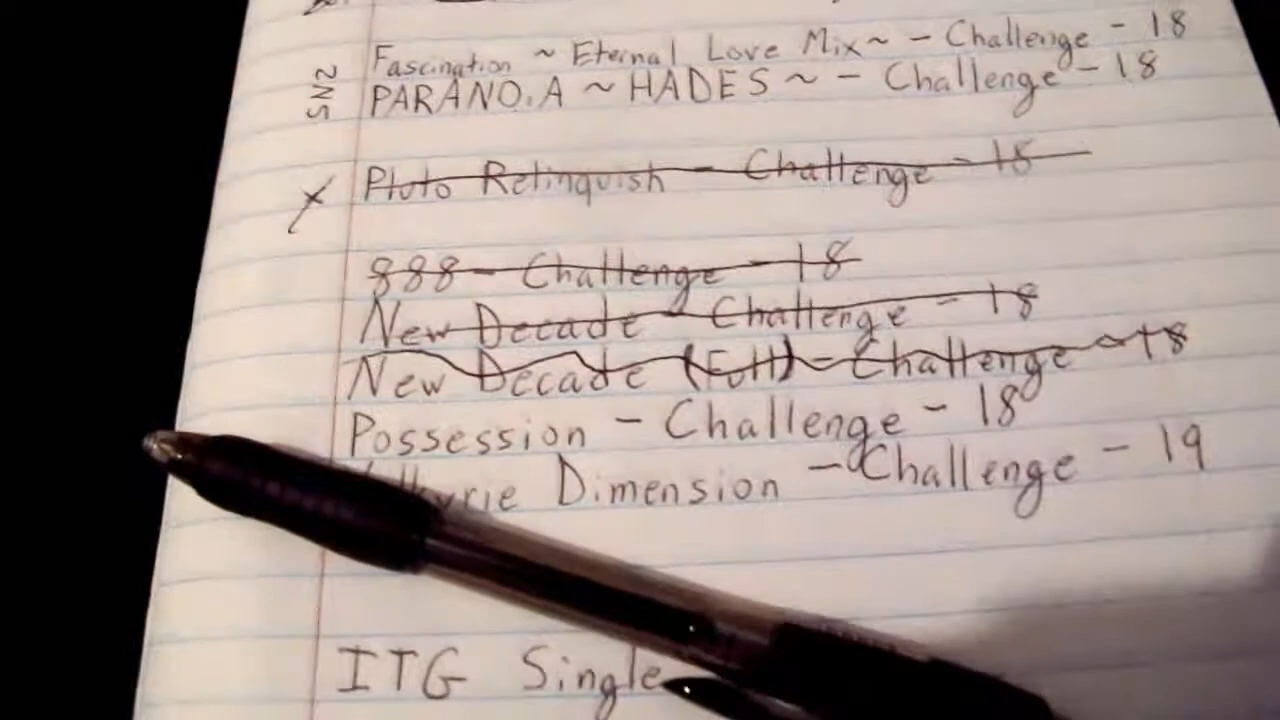 Fascination ~ Eternal Love Mix~ - Challenge - 18
SN2
PARANO.A ~ HADES ~ - Challenge - 18
X
Pluto Relinquish - Challenge - 18
888 - Challenge - 18
New Decade - Challenge - 18
New Decade (Full) - Challenge - 18
Possession - Challenge - 18
Dimension - Challenge - 19
ITG Single